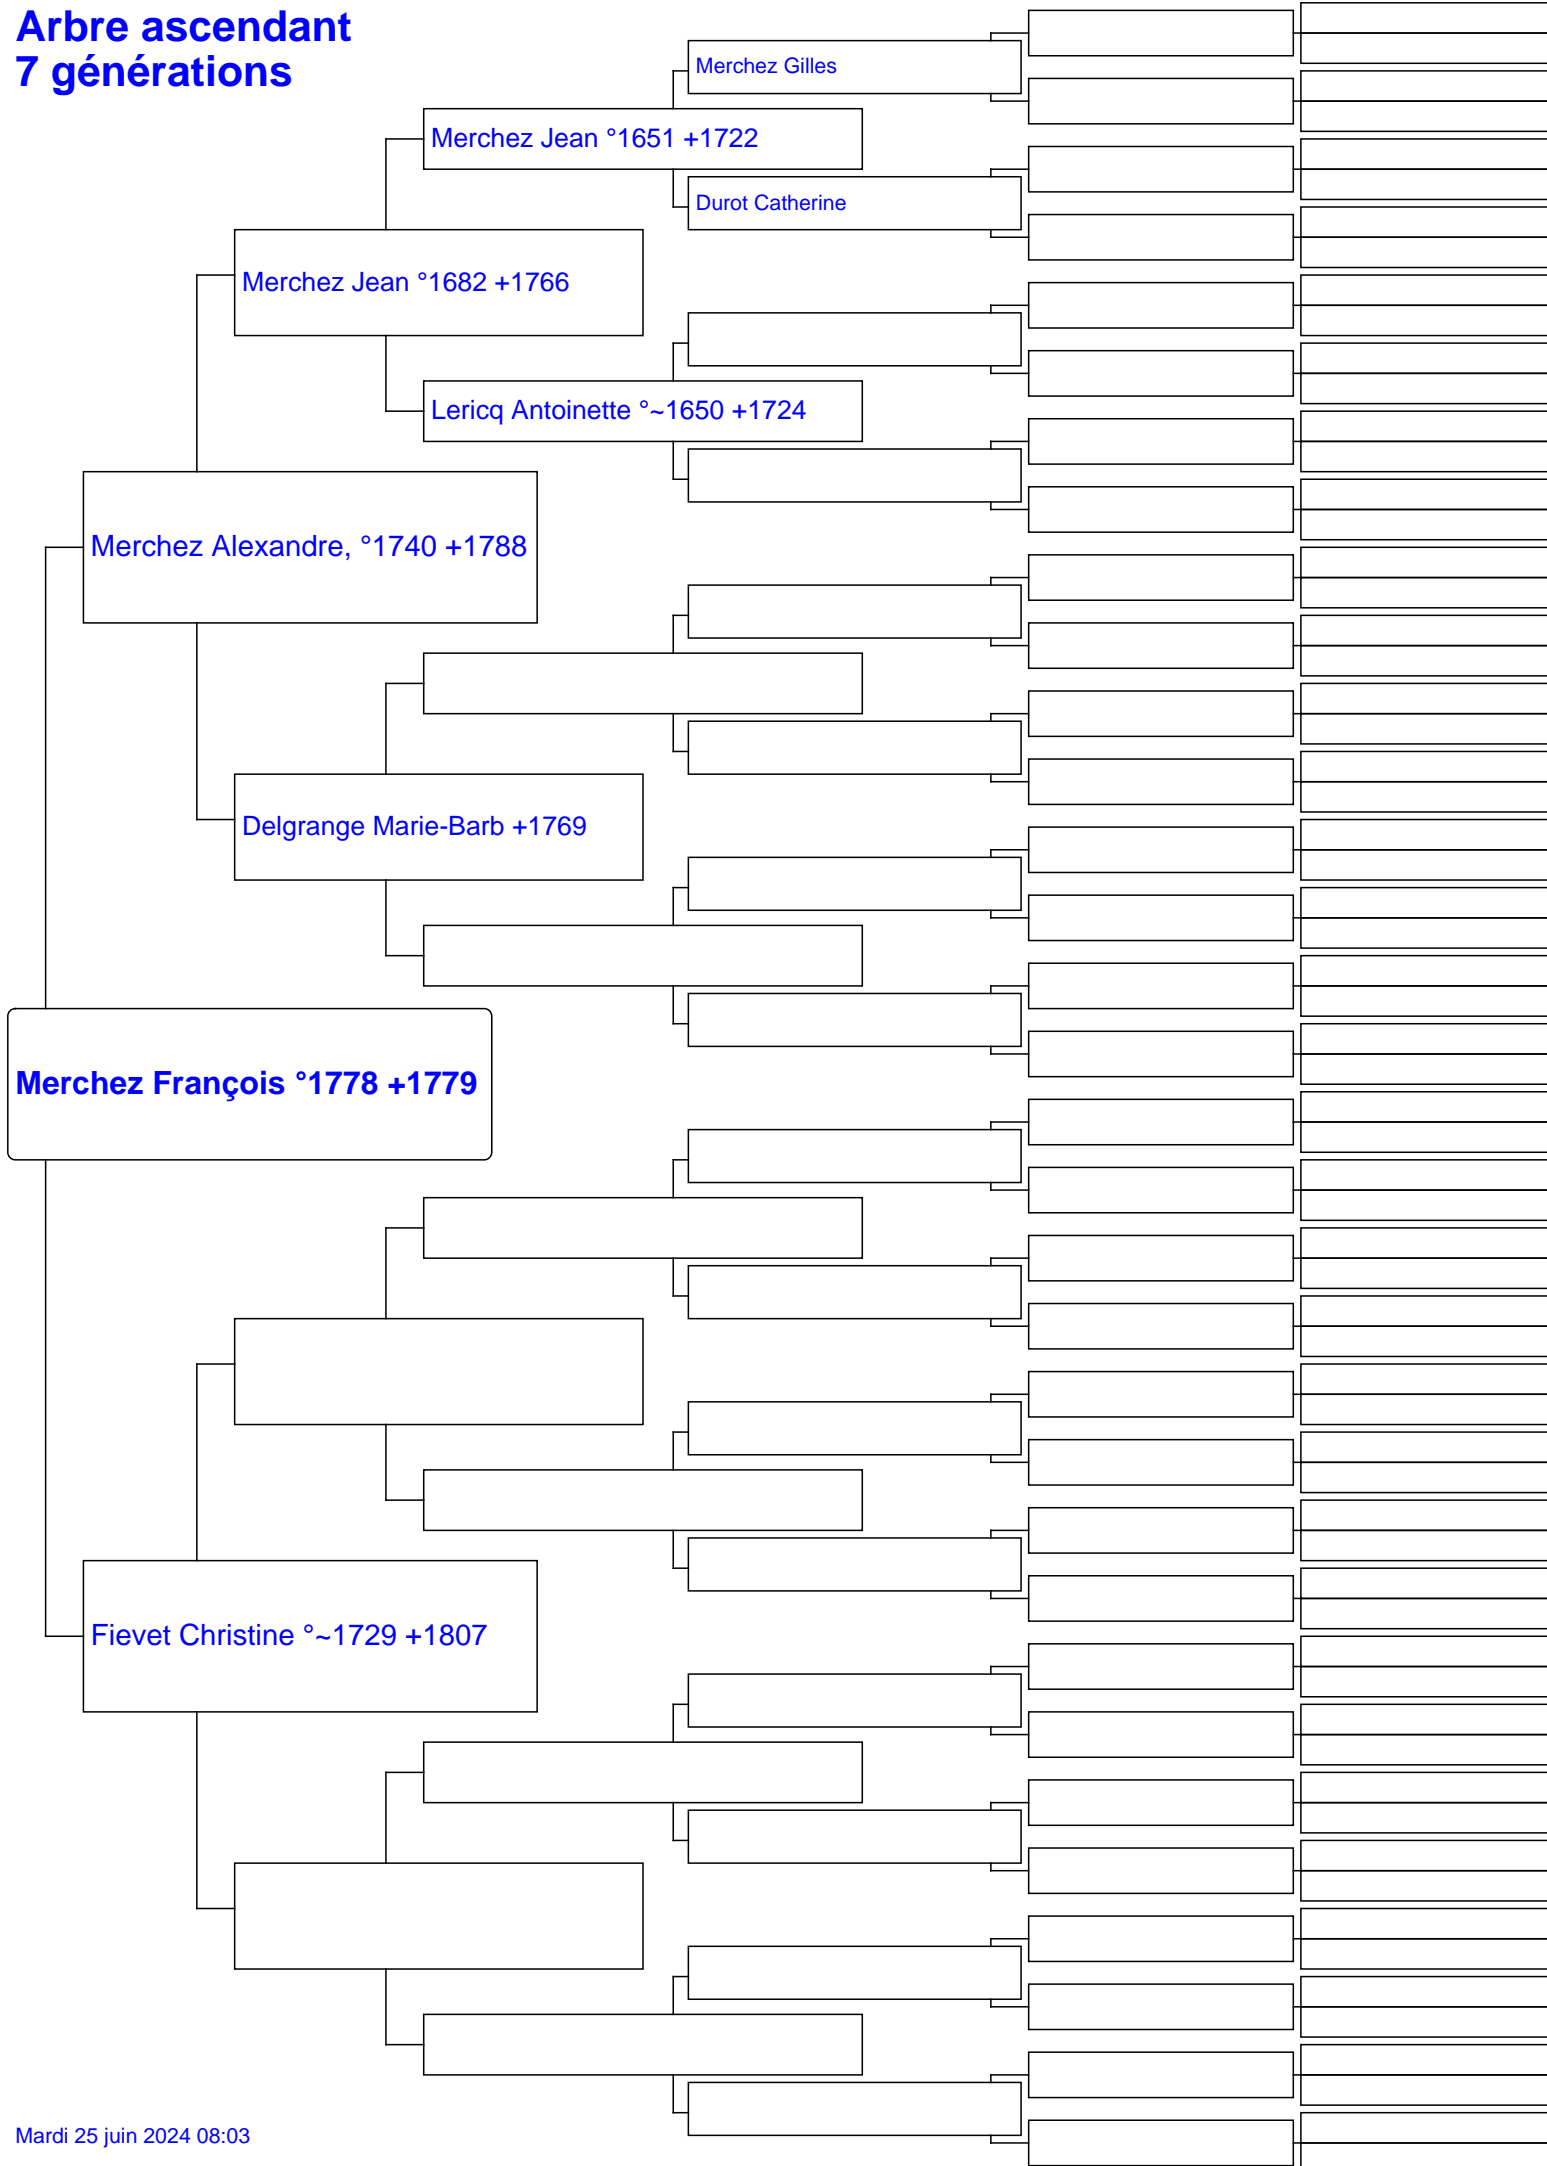 Arbre ascendant
7 générations
Merchez Gilles
Merchez Jean °1651 +1722
Durot Catherine
Merchez Jean °1682 +1766
Lericq Antoinette °~1650 +1724
Merchez Alexandre, °1740 +1788
Delgrange Marie-Barb +1769
Merchez François °1778 +1779
Fievet Christine °~1729 +1807
Mardi 25 juin 2024 08:03